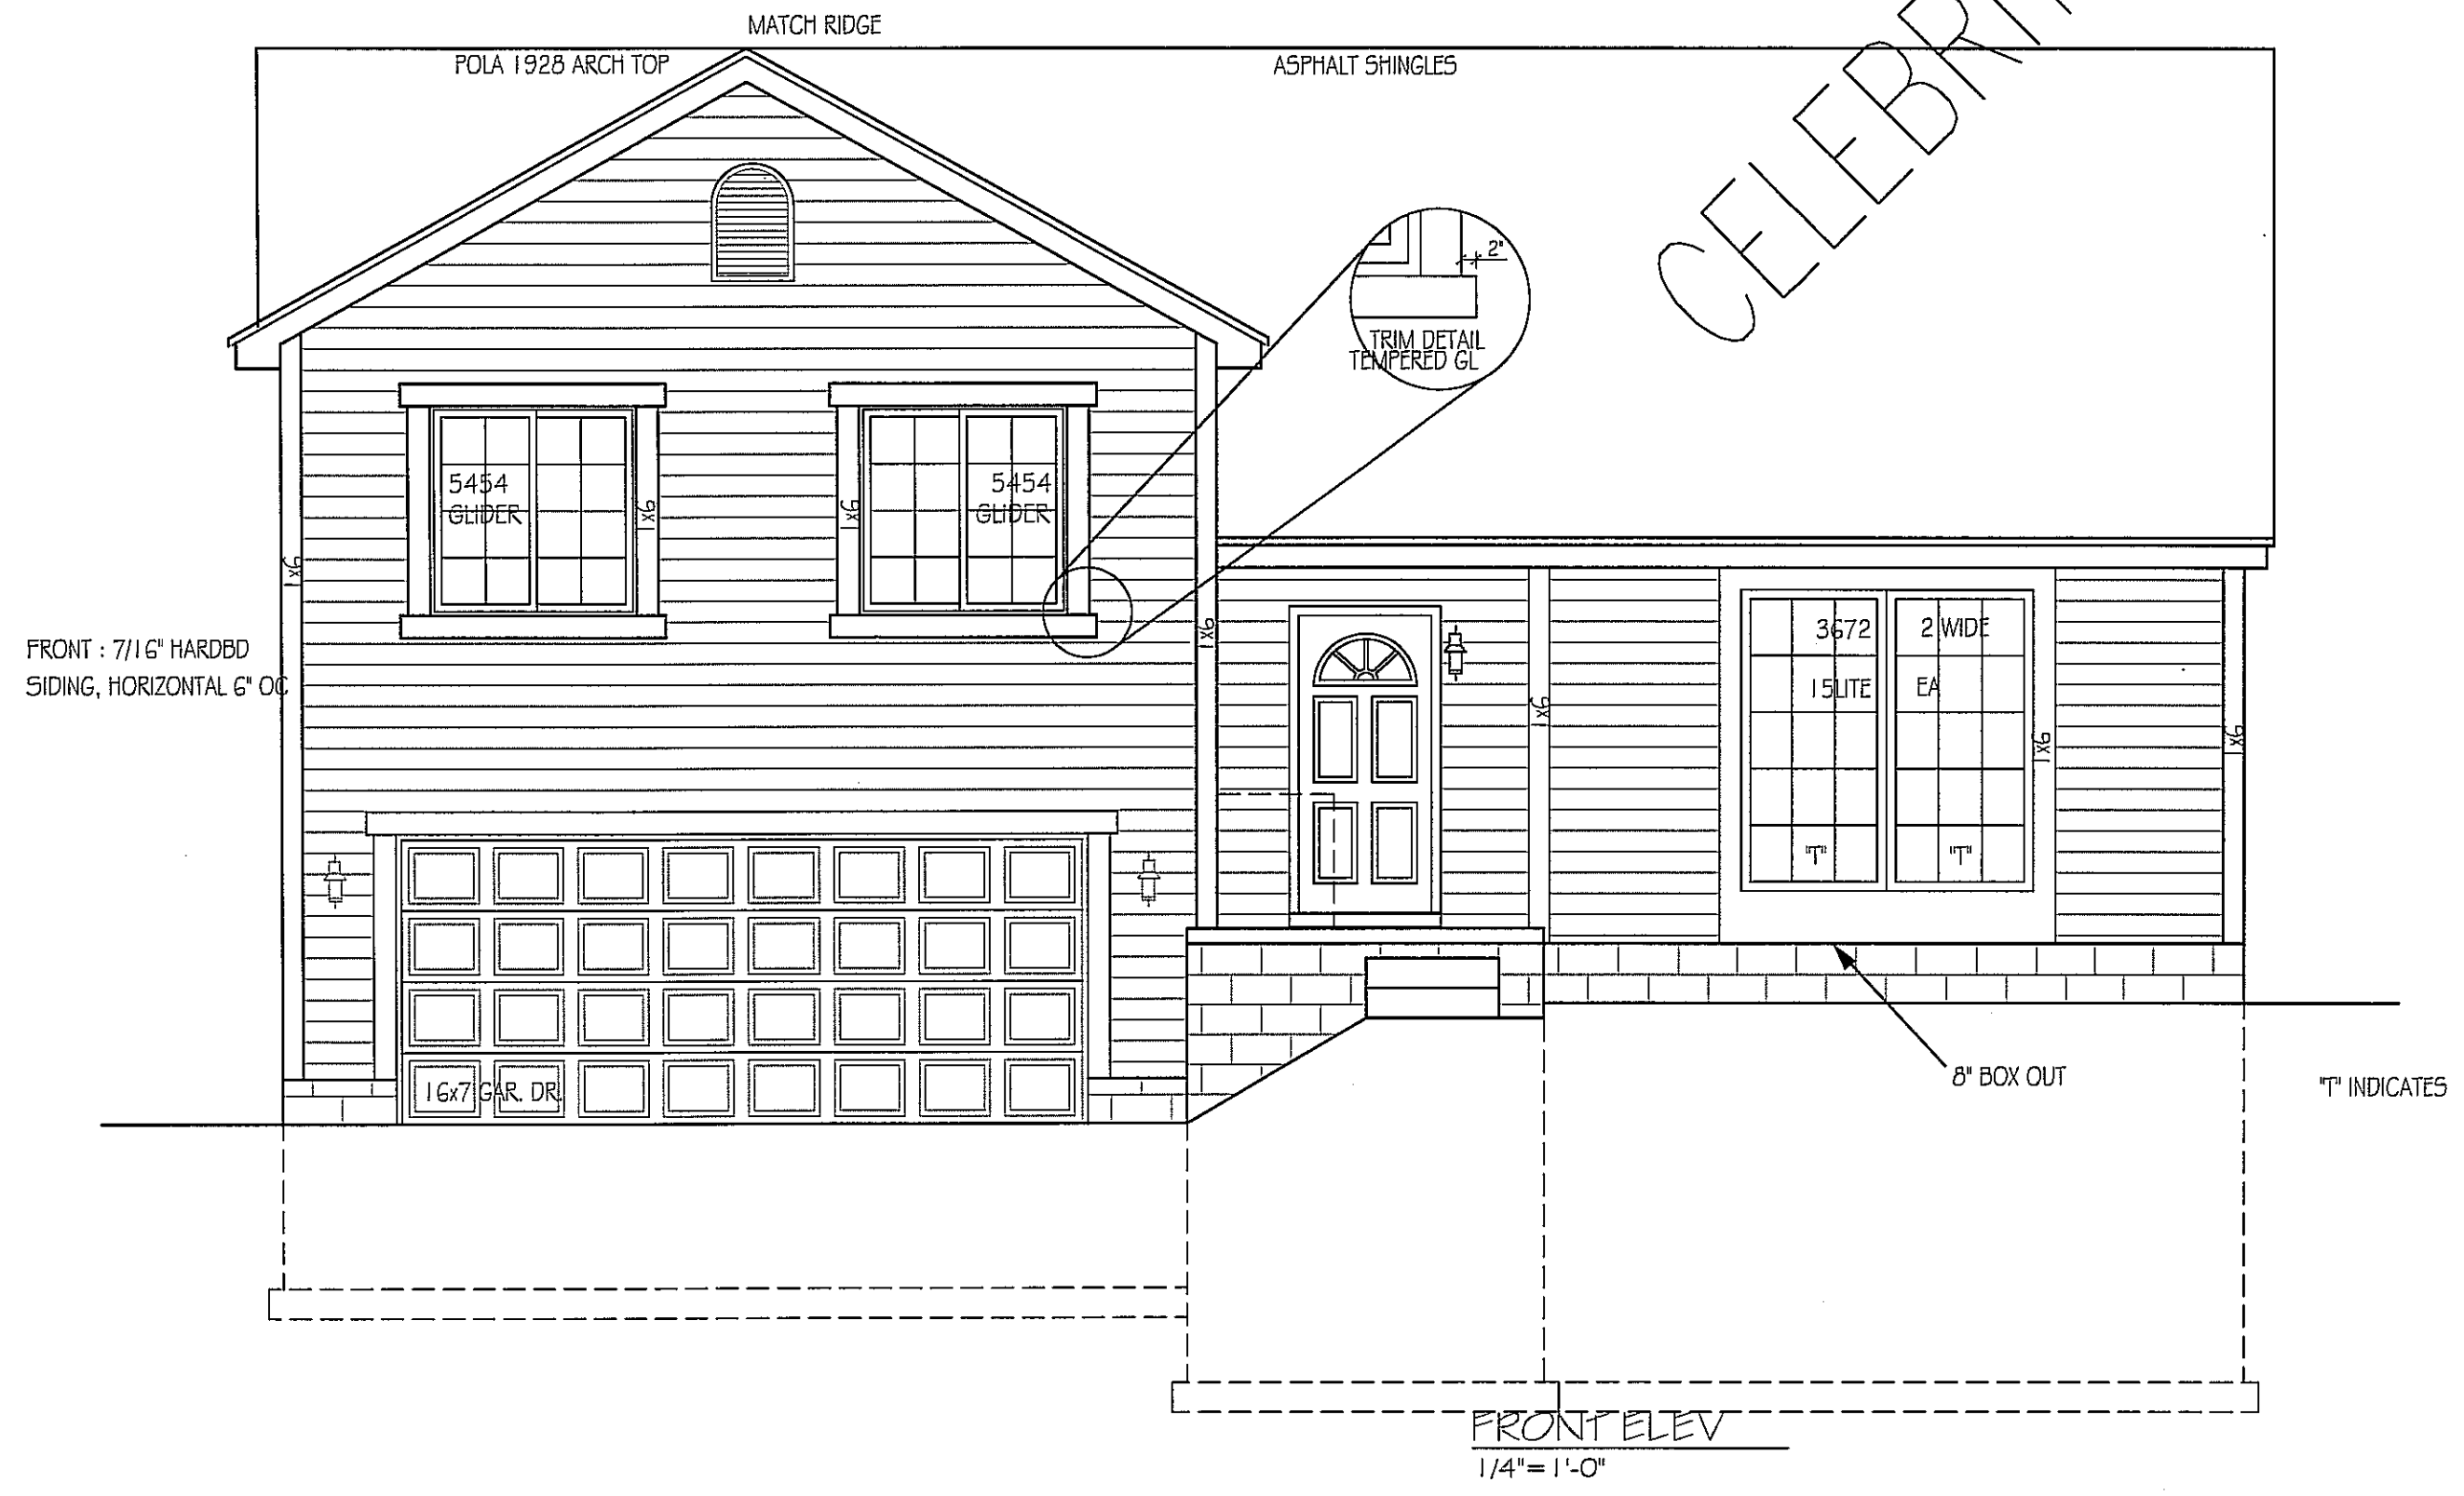 MATCH RIDGE
POLA 1928 ARCH TOP
ASPHALT SHINGLES
CELEBRI
2"
TRIM DETAIL
TEMPERED GL
5454
GLIDER
1x6
1x6
5454
GLIDER
1x6
1x6
FRONT : 7/16" HARDBD
SIDING, HORIZONTAL 6" OC
3672
2 WIDE
15LITE
EA
1x6
1x6
1x6
"T"
"T"
16x7 GAR. DR.
8" BOX OUT
"T" INDICATES
FRONT ELEV
1/4"= 1'-0"